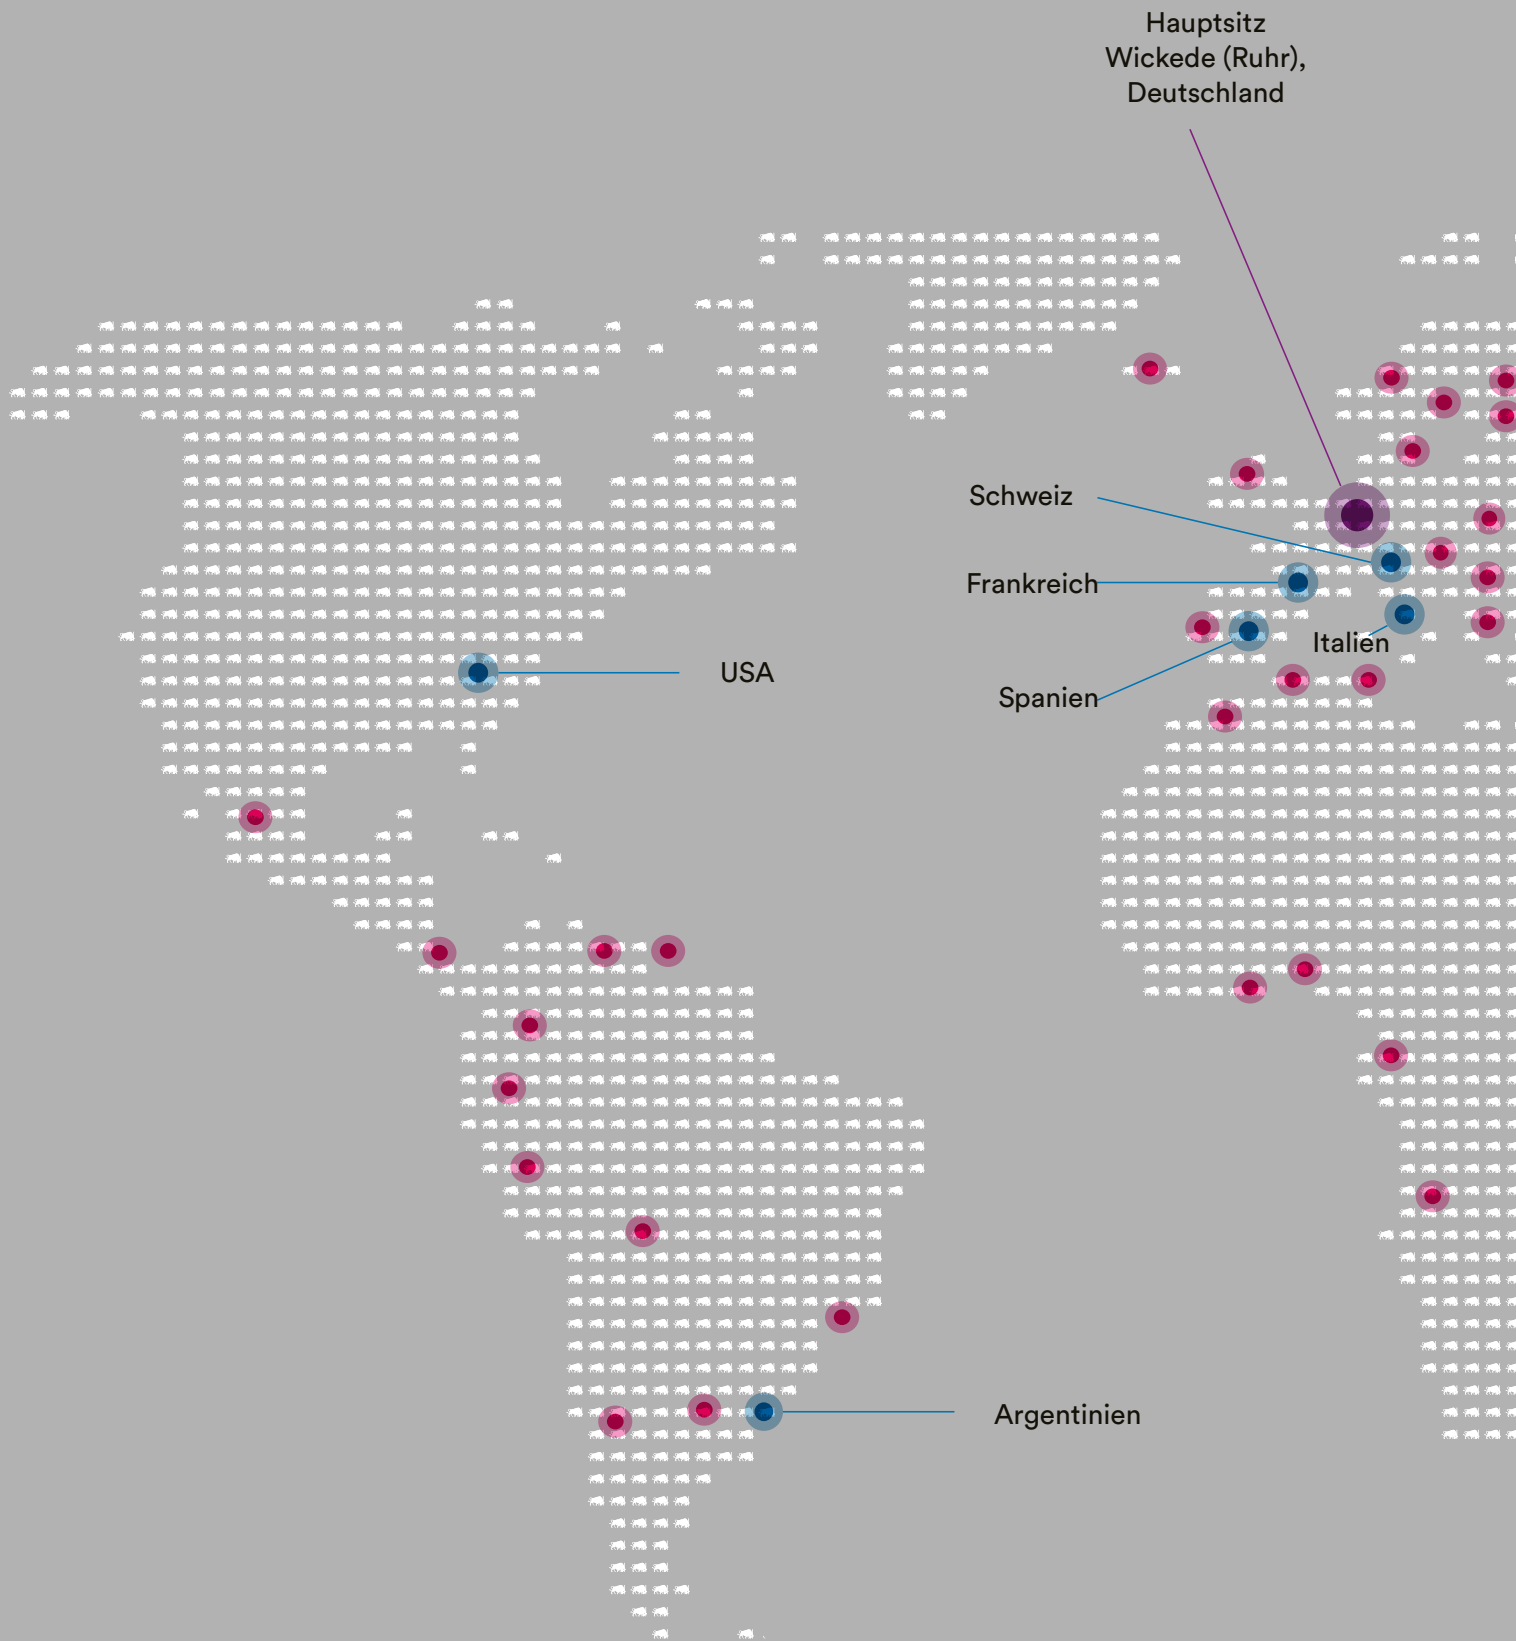 Hauptsitz
Wickede (Ruhr),
Deutschland
Schweiz
Frankreich
Italien
USA
Spanien
Argentinien